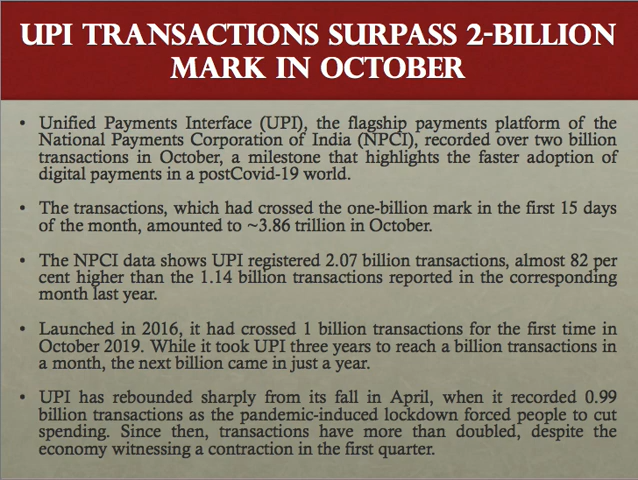 UPI TRANSACTIONS SURPASS 2-BILLION
MARK IN OCTOBER
• Unified Payments Interface (UPI), the flagship payments platform of the
National Payments Corporation of India (NPCI), recorded over two billion
transactions in October, a milestone that highlights the faster adoption of
digital payments in a postCovid-19 world.
• The transactions, which had crossed the one-billion mark in the first 15 days
of the month, amounted to ~3.86 trillion in October.
• The NPCI data shows UPI registered 2.07 billion transactions, almost 82 per
cent higher than the 1.14 billion transactions reported in the corresponding
month last year.
• Launched in 2016, it had crossed 1 billion transactions for the first time in
October 2019. While it took UPI three years to reach a billion transactions in
a month, the next billion came in just a year.
• UPI has rebounded sharply from its fall in April, when it recorded 0.99
billion transactions as the pandemic-induced lockdown forced people to cut
spending. Since then, transactions have more than doubled, despite the
economy witnessing a contraction in the first quarter.